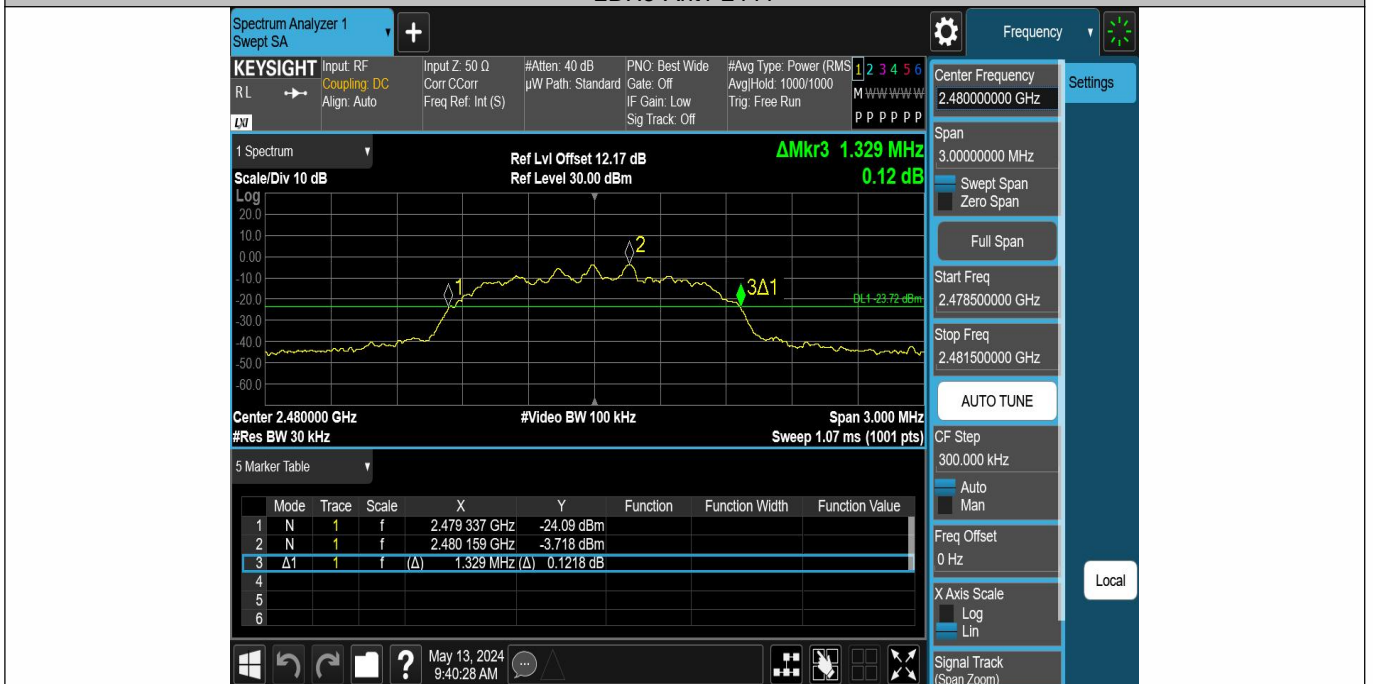 Spectrum Analyzer 1
Swept SA
+
Frequency
KEYSIGHT
RL
LXI
Input: RF
Coupling: DC
Align: Auto
Input Z: 50 Ω
Corr CCorr
Freq Ref: Int (S)
#Atten: 40 dB
µW Path: Standard
PNO: Best Wide
Gate: Off
IF Gain: Low
Sig Track: Off
#Avg Type: Power (RMS
Avg|Hold: 1000/1000
Trig: Free Run
1 2 3 4 5 6
M W W W W W
P P P P P P
1 Spectrum
Scale/Div 10 dB
Ref Lvl Offset 12.17 dB
Ref Level 30.00 dBm
ΔMkr3 1.329 MHz
0.12 dB
Log
20.0
10.0
0.00
-10.0
-20.0
-30.0
-40.0
-50.0
-60.0
1
2
3Δ1
DL1 -23.72 dBm
Center 2.480000 GHz
#Video BW 100 kHz
Span 3.000 MHz
#Res BW 30 kHz
Sweep 1.07 ms (1001 pts)
5 Marker Table
Mode Trace Scale X Y Function Function Width Function Value
1 N 1 f 2.479 337 GHz -24.09 dBm
2 N 1 f 2.480 159 GHz -3.718 dBm
3 Δ1 1 f (Δ) 1.329 MHz (Δ) 0.1218 dB
4
5
6
May 13, 2024
9:40:28 AM
Center Frequency
2.480000000 GHz
Settings
Span
3.00000000 MHz
Swept Span
Zero Span
Full Span
Start Freq
2.478500000 GHz
Stop Freq
2.481500000 GHz
AUTO TUNE
CF Step
300.000 kHz
Auto
Man
Freq Offset
0 Hz
Local
X Axis Scale
Log
Lin
Signal Track
(Span Zoom)